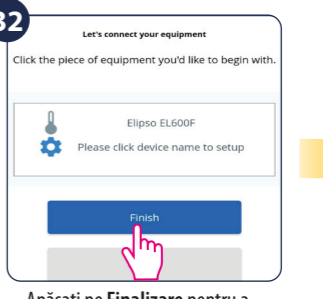 32
Let's connect your equipment
Click the piece of equipment you'd like to begin with.
Elipso EL600F
Please click device name to setup
Finish
Apăsați pe Finalizare pentru a